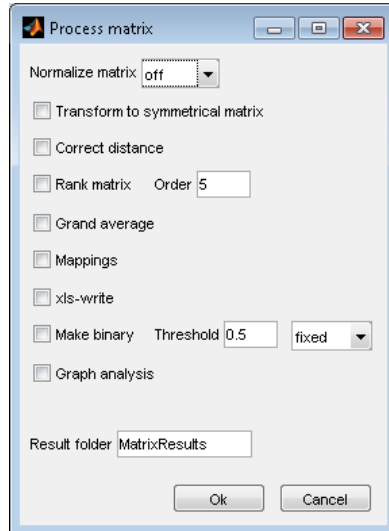 Process matrix
Normalize matrix off
Transform to symmetrical matrix
Correct distance
Rank matrix Order 5
Grand average
Mappings
xls-write
Make binary Threshold 0.5 fixed
Graph analysis
Result folder MatrixResults
Ok Cancel